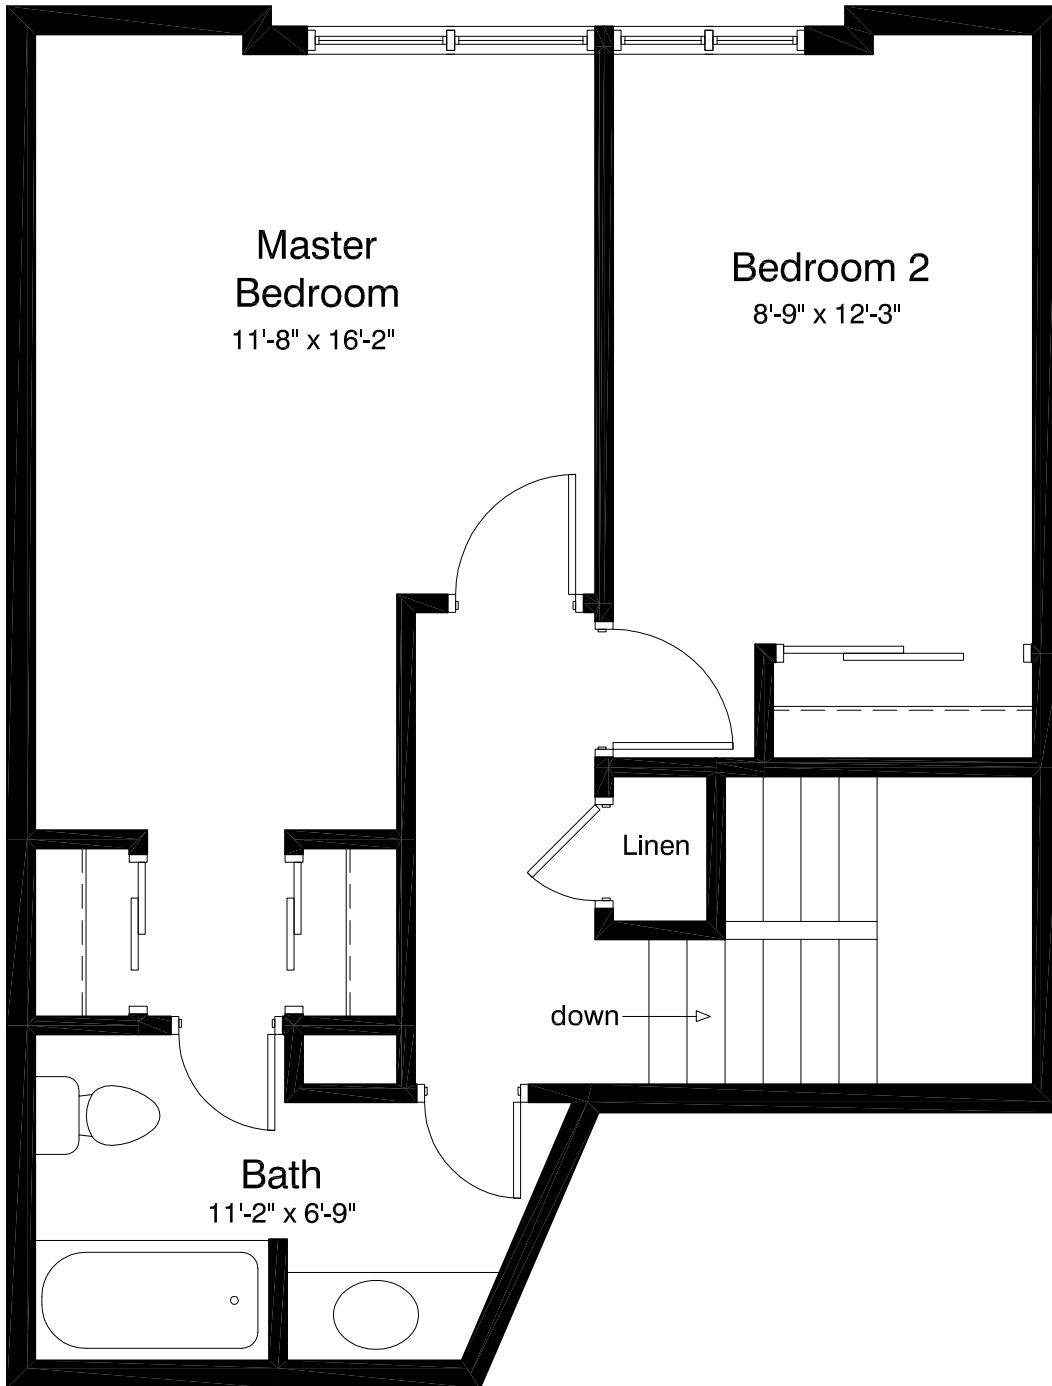 Master
Bedroom
11'-8" x 16'-2"
Bedroom 2
8'-9" x 12'-3"
Linen
down
Bath
11'-2" x 6'-9"